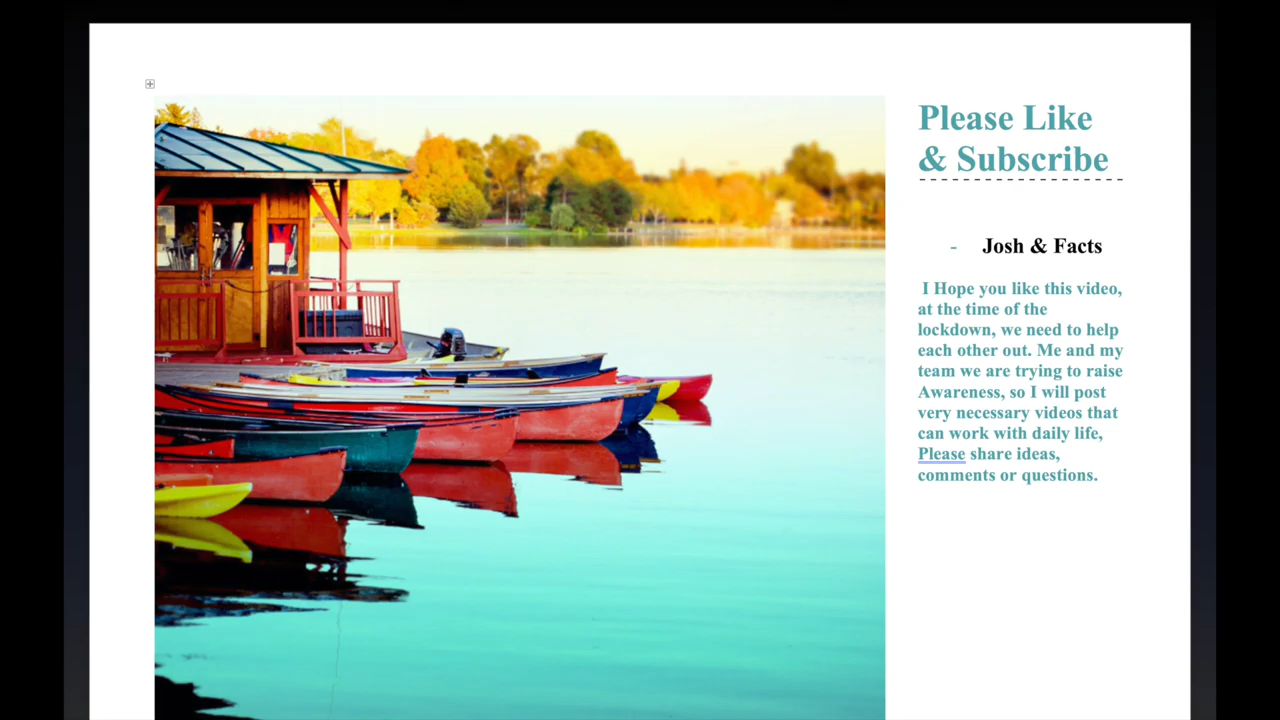 Please Like
& Subscribe
- Josh & Facts
I Hope you like this video,
at the time of the
lockdown, we need to help
each other out. Me and my
team we are trying to raise
Awareness, so I will post
very necessary videos that
can work with daily life,
Please share ideas,
comments or questions.